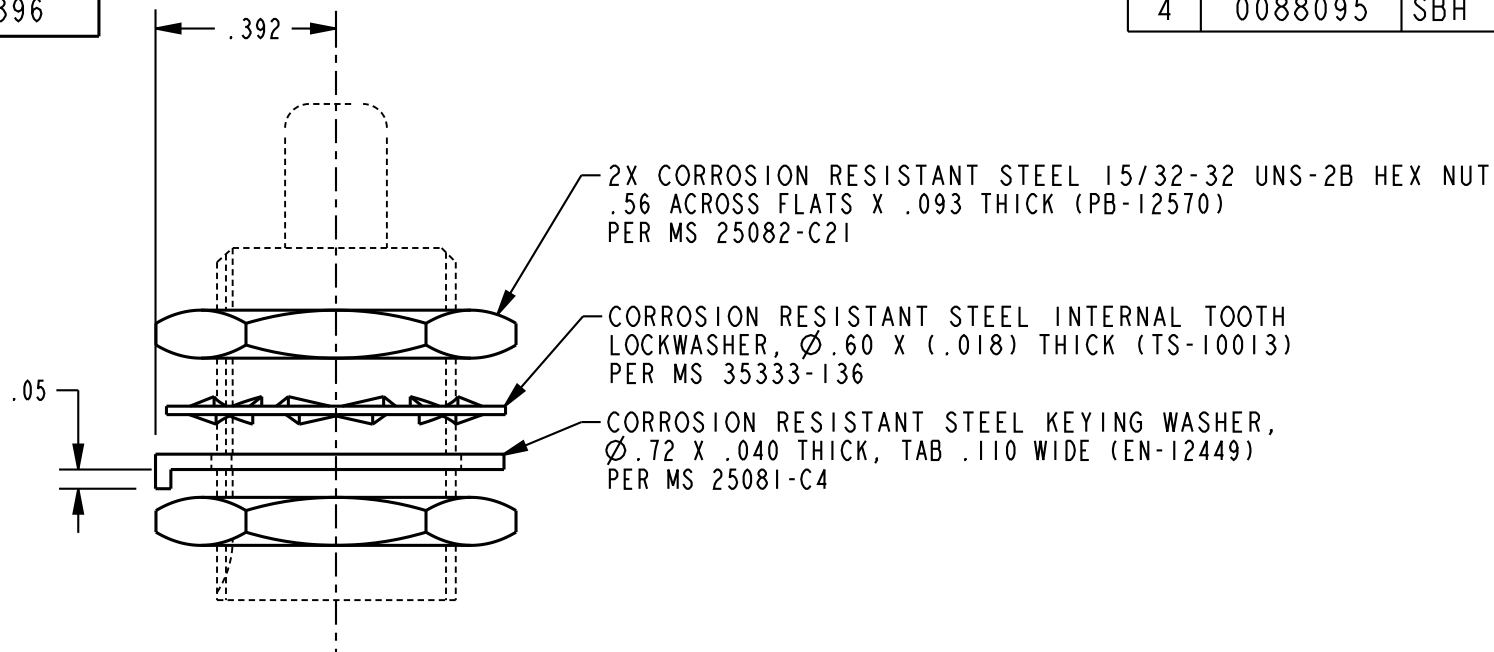 396
4 0088095 SBH
.392
2X CORROSION RESISTANT STEEL 15/32-32 UNS-2B HEX NUT
.56 ACROSS FLATS X .093 THICK (PB-12570)
PER MS 25082-C21
CORROSION RESISTANT STEEL INTERNAL TOOTH
LOCKWASHER, Ø.60 X (.018) THICK (TS-10013)
PER MS 35333-136
.05
CORROSION RESISTANT STEEL KEYING WASHER,
Ø.72 X .040 THICK, TAB .110 WIDE (EN-12449)
PER MS 25081-C4